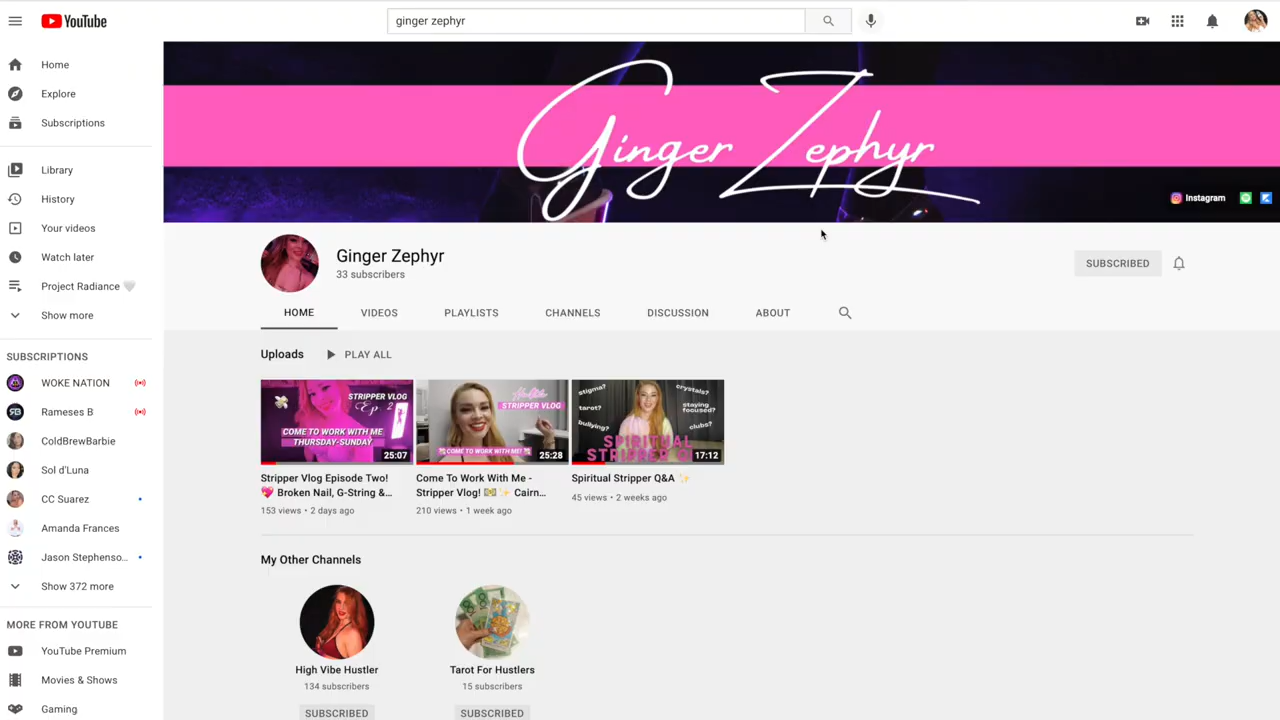 YouTube
ginger zephyr
Home
Explore
Subscriptions
Library
History
Your videos
Watch later
Project Radiance 🤍
Show more
SUBSCRIPTIONS
WOKE NATION
Rameses B
ColdBrewBarbie
Sol d'Luna
CC Suarez
Amanda Frances
Jason Stephenso...
Show 372 more
MORE FROM YOUTUBE
YouTube Premium
Movies & Shows
Gaming
Ginger Zephyr
Instagram
Ginger Zephyr
33 subscribers
SUBSCRIBED
HOME VIDEOS PLAYLISTS CHANNELS DISCUSSION ABOUT
Uploads PLAY ALL
STRIPPER VLOG
Ep 2
COME TO WORK WITH ME
THURSDAY-SUNDAY
25:07
Stripper Vlog Episode Two!
💖 Broken Nail, G-String &...
153 views • 2 days ago
STRIPPER VLOG
COME TO WORK WITH ME!
25:28
Come To Work With Me -
Stripper Vlog! 💵✨ Cairn...
210 views • 1 week ago
stigma?
crystals?
tarot?
staying
focused?
bullying?
clubs?
SPIRITUAL
STRIPPER Q&A
17:12
Spiritual Stripper Q&A ✨
45 views • 2 weeks ago
My Other Channels
High Vibe Hustler
134 subscribers
SUBSCRIBED
Tarot For Hustlers
15 subscribers
SUBSCRIBED